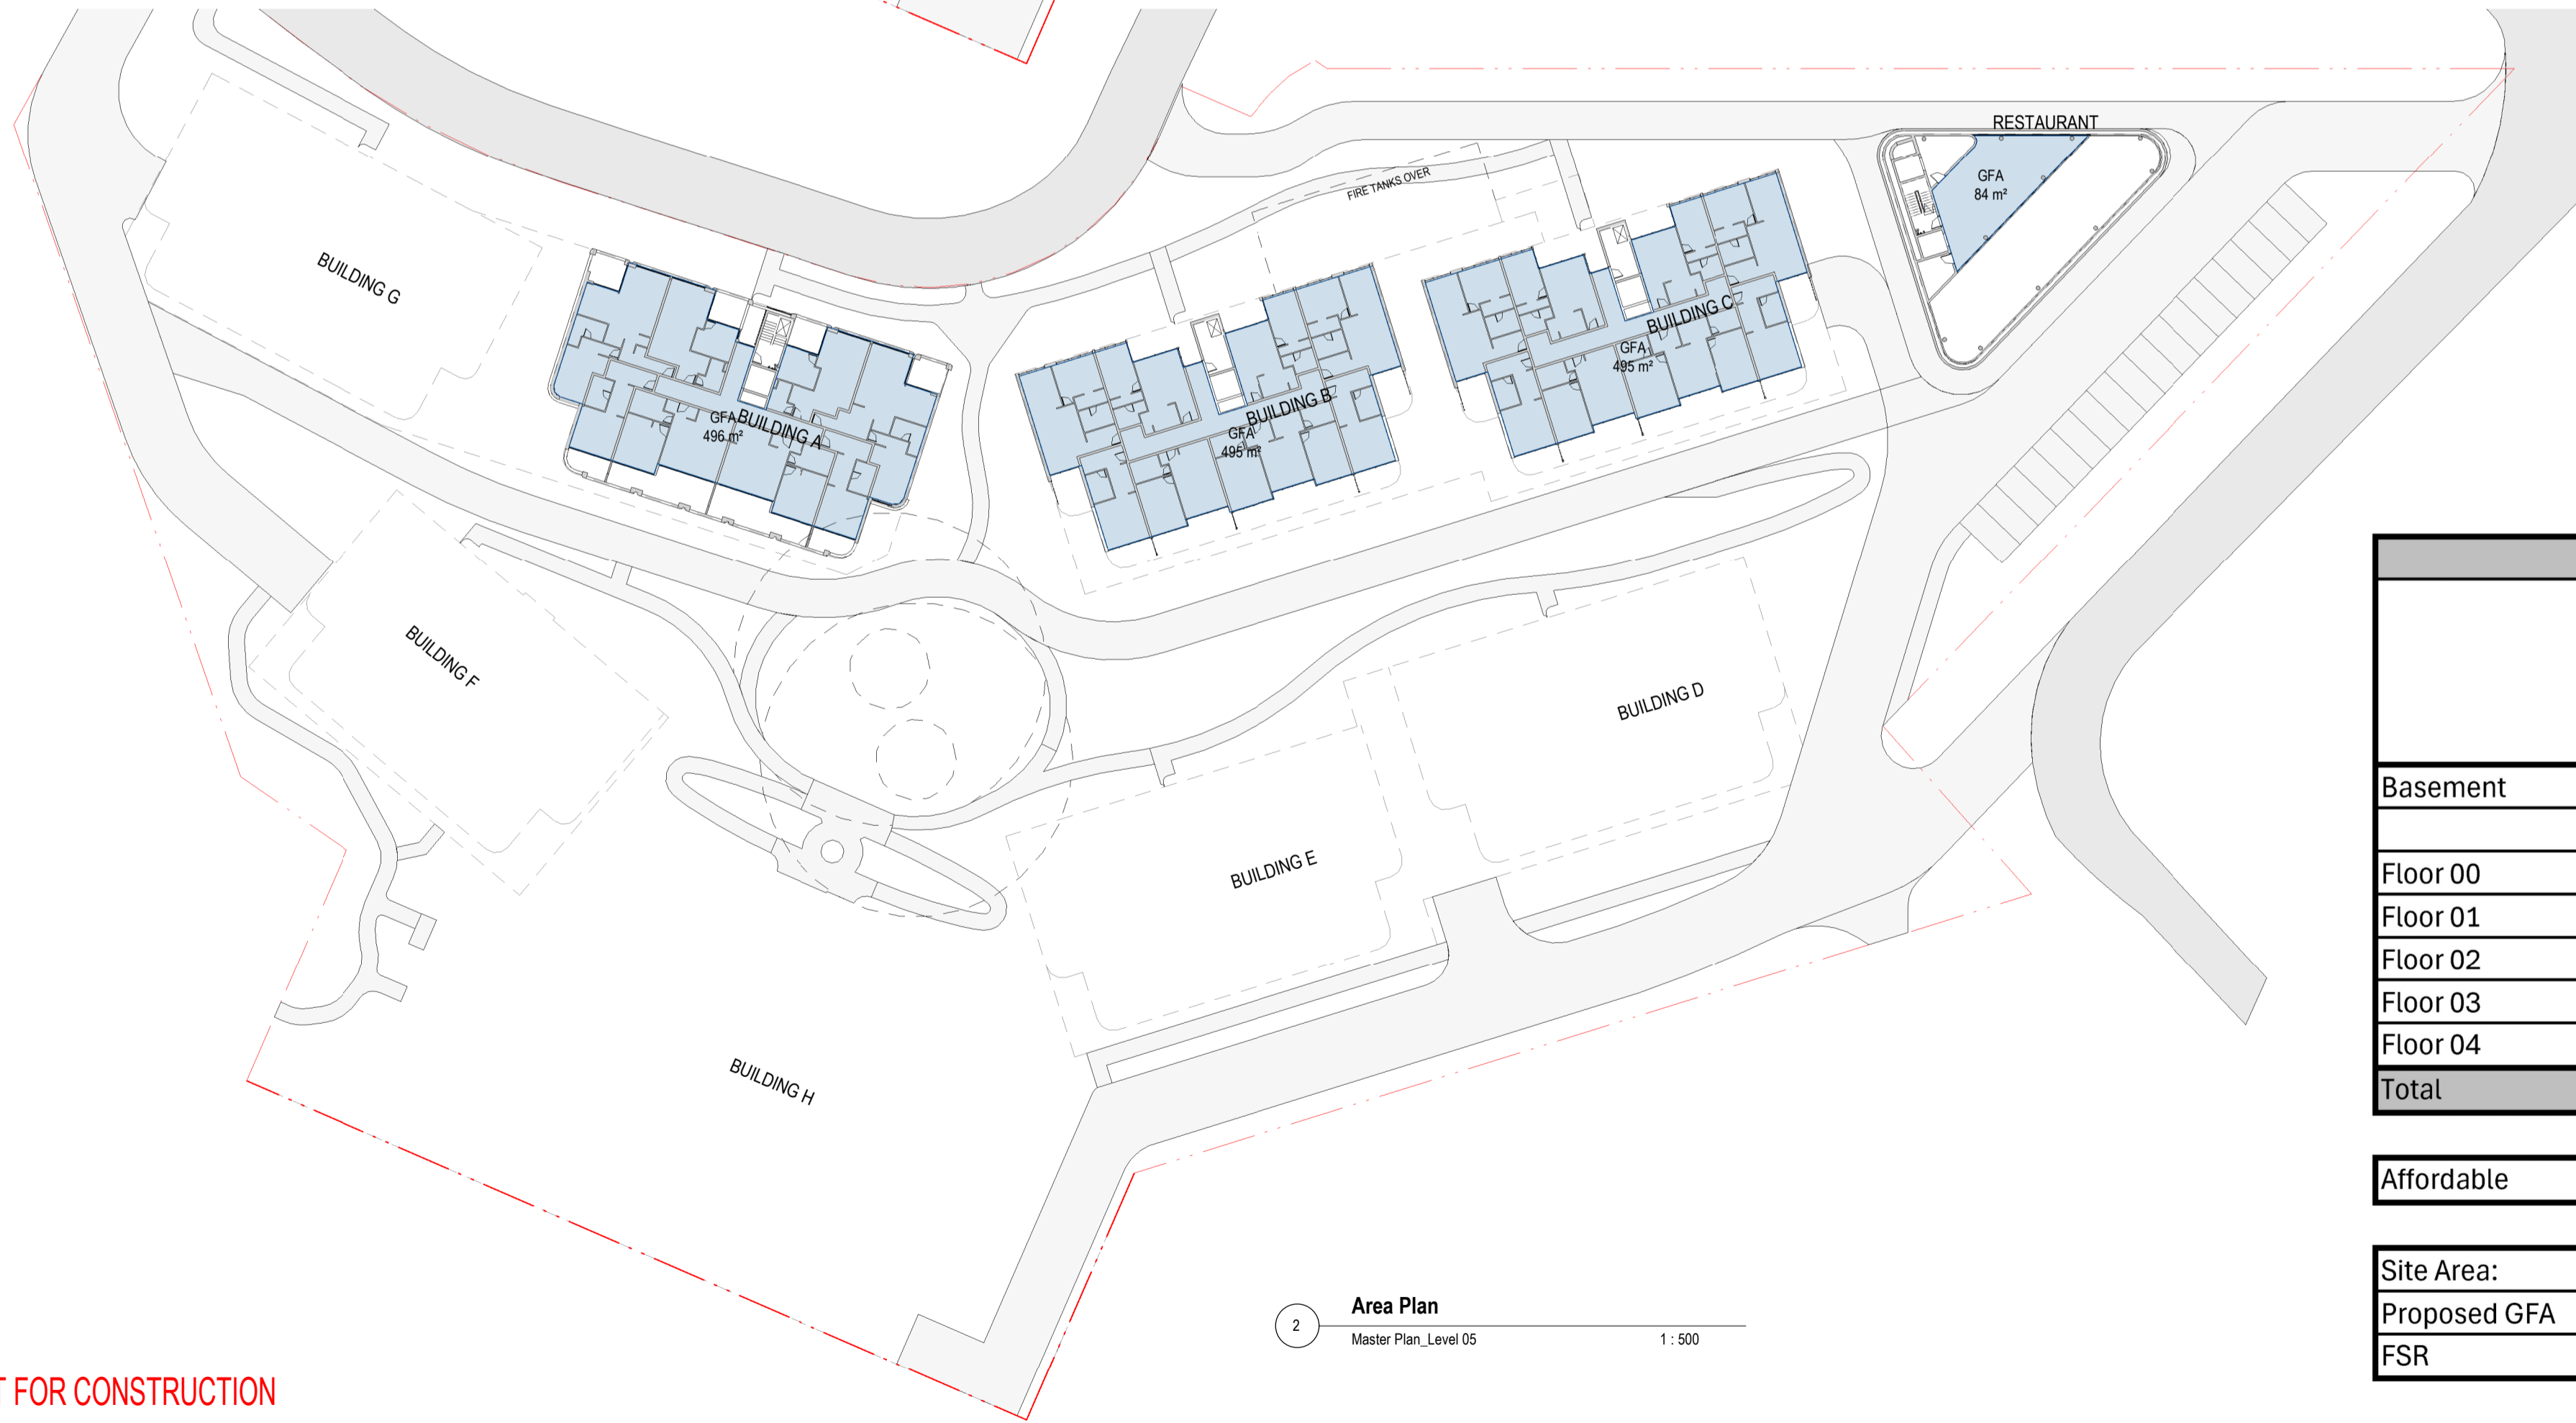 RESTAURANT
GFA
84 m²
FIRE TANKS OVER
BUILDING G
BUILDING C
GFA
495 m²
BUILDING B
GFA
495 m²
BUILDING A
GFA
496 m²
BUILDING F
BUILDING D
BUILDING E
BUILDING H
Basement
Floor 00
Floor 01
Floor 02
Floor 03
Floor 04
Total
Affordable
Site Area:
Proposed GFA
FSR
2
Area Plan
Master Plan_Level 05
1 : 500
T FOR CONSTRUCTION